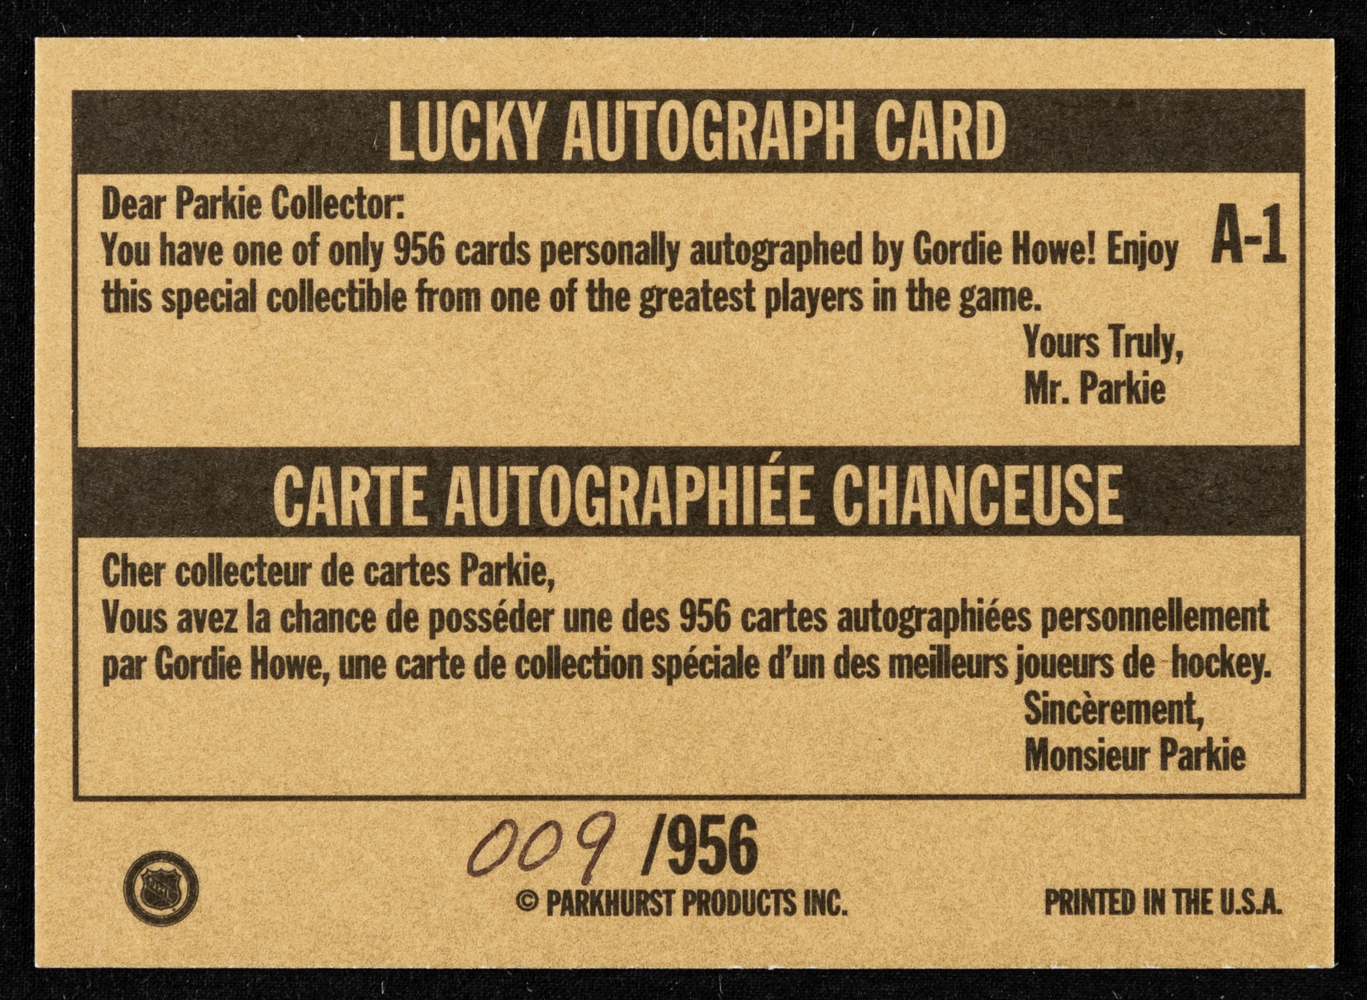 LUCKY AUTOGRAPH CARD
Dear Parkie Collector:
You have one of only 956 cards personally autographed by Gordie Howe! Enjoy
this special collectible from one of the greatest players in the game.
A-1
Yours Truly,
Mr. Parkie
CARTE AUTOGRAPHIÉE CHANCEUSE
Cher collecteur de cartes Parkie,
Vous avez la chance de posséder une des 956 cartes autographiées personnellement
par Gordie Howe, une carte de collection spéciale d'un des meilleurs joueurs de hockey.
Sincèrement,
Monsieur Parkie
009 /956
NHL
© PARKHURST PRODUCTS INC.
PRINTED IN THE U.S.A.